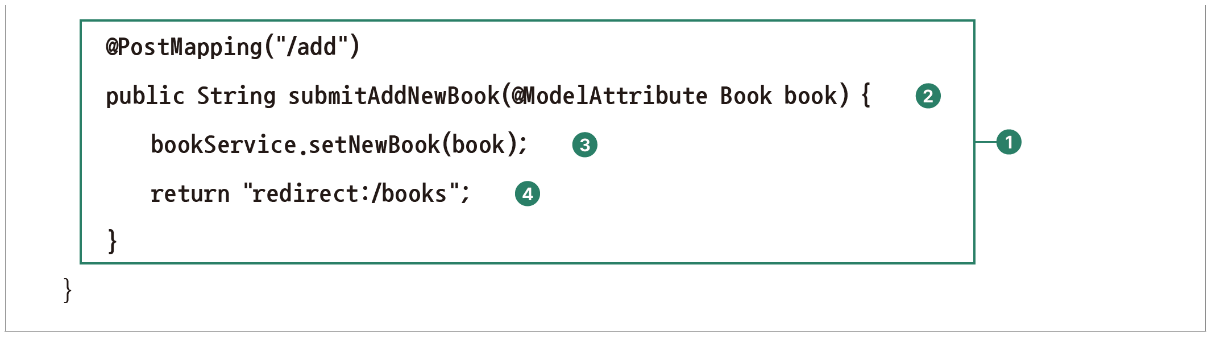 @PostMapping("/add")
public String submitAddNewBook(@ModelAttribute Book book) { 2
bookService.setNewBook(book); 3
1
return "redirect:/books"; 4
}
}